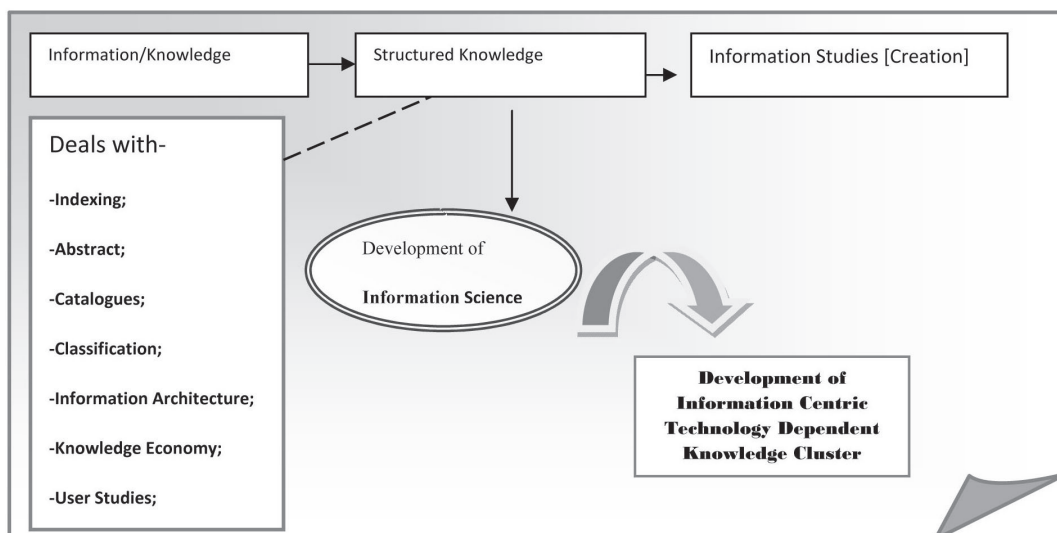 Information/Knowledge
Structured Knowledge
Information Studies [Creation]
Deals with-
-Indexing;
-Abstract;
-Catalogues;
-Classification;
-Information Architecture;
-Knowledge Economy;
-User Studies;
Development of
Information Science
Development of
Information Centric
Technology Dependent
Knowledge Cluster